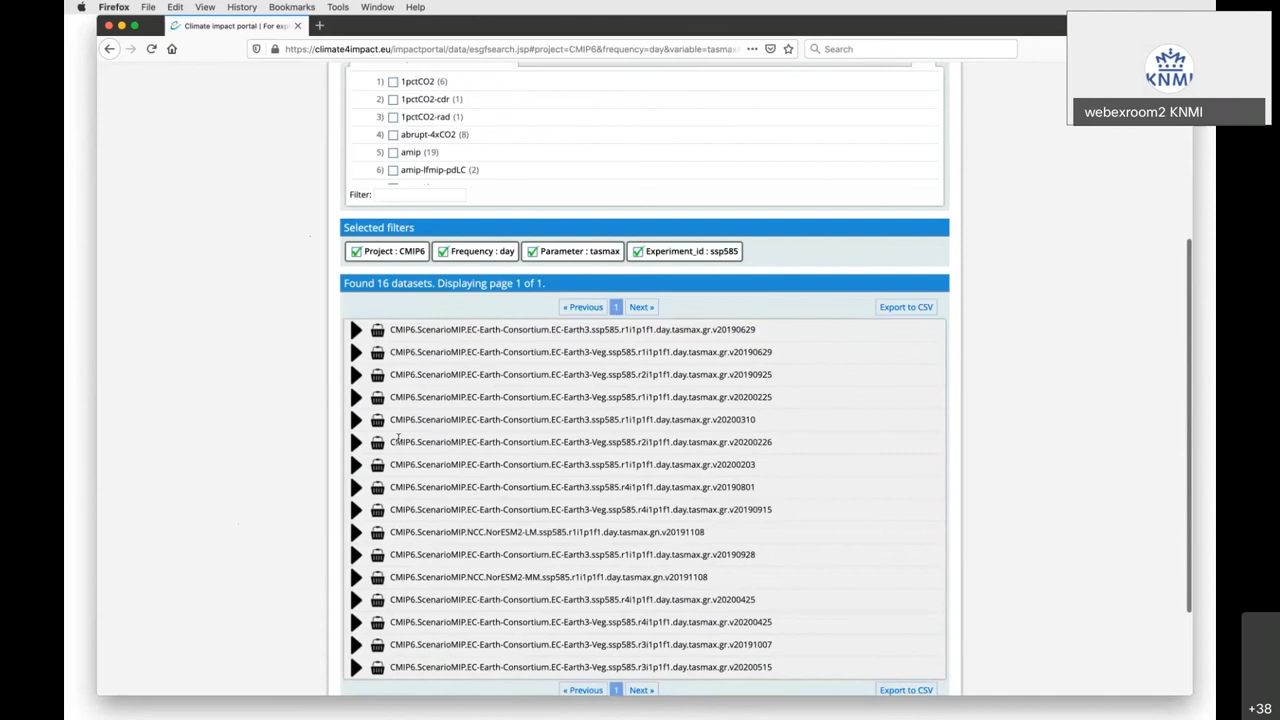 Firefox File Edit View History Bookmarks Tools Window Help
Climate impact portal | For exp
https://climate4impact.eu/impactportal/data/esgfsearch.jsp#project=CMIP6&frequency=day&variable=tasma
Search
KNMI
webexroom2 KNMI
1) 1pctCO2 (6)
2) 1pctCO2-cdr (1)
3) 1pctCO2-rad (1)
4) abrupt-4xCO2 (8)
5) amip (19)
6) amip-lfmip-pdLC (2)
Filter:
Selected filters
Project : CMIP6 Frequency : day Parameter : tasmax Experiment_id : ssp585
Found 16 datasets. Displaying page 1 of 1.
« Previous 1 Next » Export to CSV
CMIP6.ScenarioMIP.EC-Earth-Consortium.EC-Earth3.ssp585.r1i1p1f1.day.tasmax.gr.v20190629
CMIP6.ScenarioMIP.EC-Earth-Consortium.EC-Earth3-Veg.ssp585.r1i1p1f1.day.tasmax.gr.v20190629
CMIP6.ScenarioMIP.EC-Earth-Consortium.EC-Earth3-Veg.ssp585.r2i1p1f1.day.tasmax.gr.v20190925
CMIP6.ScenarioMIP.EC-Earth-Consortium.EC-Earth3-Veg.ssp585.r1i1p1f1.day.tasmax.gr.v20200225
CMIP6.ScenarioMIP.EC-Earth-Consortium.EC-Earth3.ssp585.r1i1p1f1.day.tasmax.gr.v20200310
CMIP6.ScenarioMIP.EC-Earth-Consortium.EC-Earth3-Veg.ssp585.r2i1p1f1.day.tasmax.gr.v20200226
CMIP6.ScenarioMIP.EC-Earth-Consortium.EC-Earth3.ssp585.r1i1p1f1.day.tasmax.gr.v20200203
CMIP6.ScenarioMIP.EC-Earth-Consortium.EC-Earth3.ssp585.r4i1p1f1.day.tasmax.gr.v20190801
CMIP6.ScenarioMIP.EC-Earth-Consortium.EC-Earth3-Veg.ssp585.r4i1p1f1.day.tasmax.gr.v20190915
CMIP6.ScenarioMIP.NCC.NorESM2-LM.ssp585.r1i1p1f1.day.tasmax.gn.v20191108
CMIP6.ScenarioMIP.EC-Earth-Consortium.EC-Earth3.ssp585.r1i1p1f1.day.tasmax.gr.v20190928
CMIP6.ScenarioMIP.NCC.NorESM2-MM.ssp585.r1i1p1f1.day.tasmax.gn.v20191108
CMIP6.ScenarioMIP.EC-Earth-Consortium.EC-Earth3.ssp585.r4i1p1f1.day.tasmax.gr.v20200425
CMIP6.ScenarioMIP.EC-Earth-Consortium.EC-Earth3-Veg.ssp585.r4i1p1f1.day.tasmax.gr.v20200425
CMIP6.ScenarioMIP.EC-Earth-Consortium.EC-Earth3-Veg.ssp585.r3i1p1f1.day.tasmax.gr.v20191007
CMIP6.ScenarioMIP.EC-Earth-Consortium.EC-Earth3-Veg.ssp585.r3i1p1f1.day.tasmax.gr.v20200515
« Previous 1 Next » Export to CSV
+38